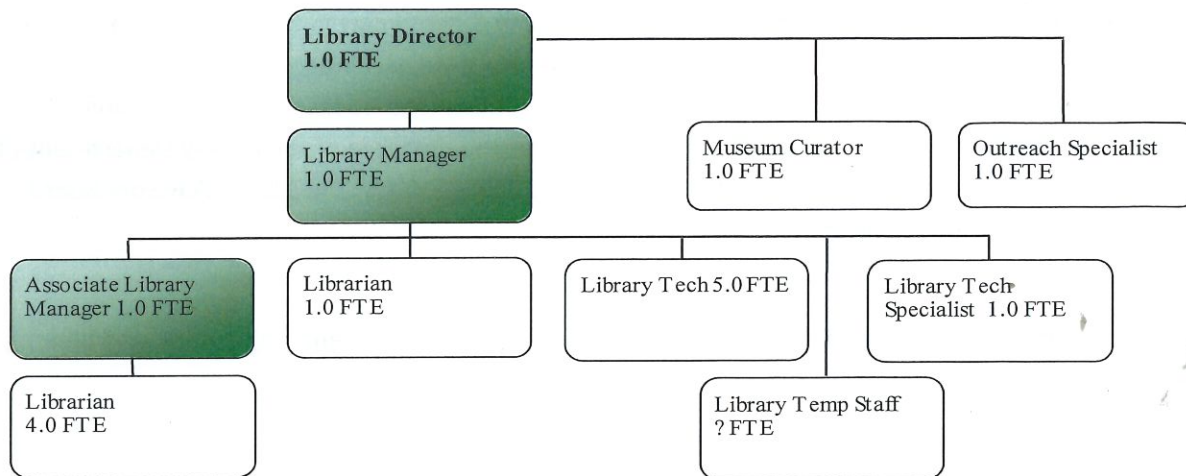 Library Director
1.0 FTE
Library Manager
1.0 FTE
Museum Curator
1.0 FTE
Outreach Specialist
1.0 FTE
Associate Library
Manager 1.0 FTE
Librarian
1.0 FTE
Library Tech 5.0 FTE
Library Tech
Specialist 1.0 FTE
Librarian
4.0 FTE
Library Temp Staff
? FTE